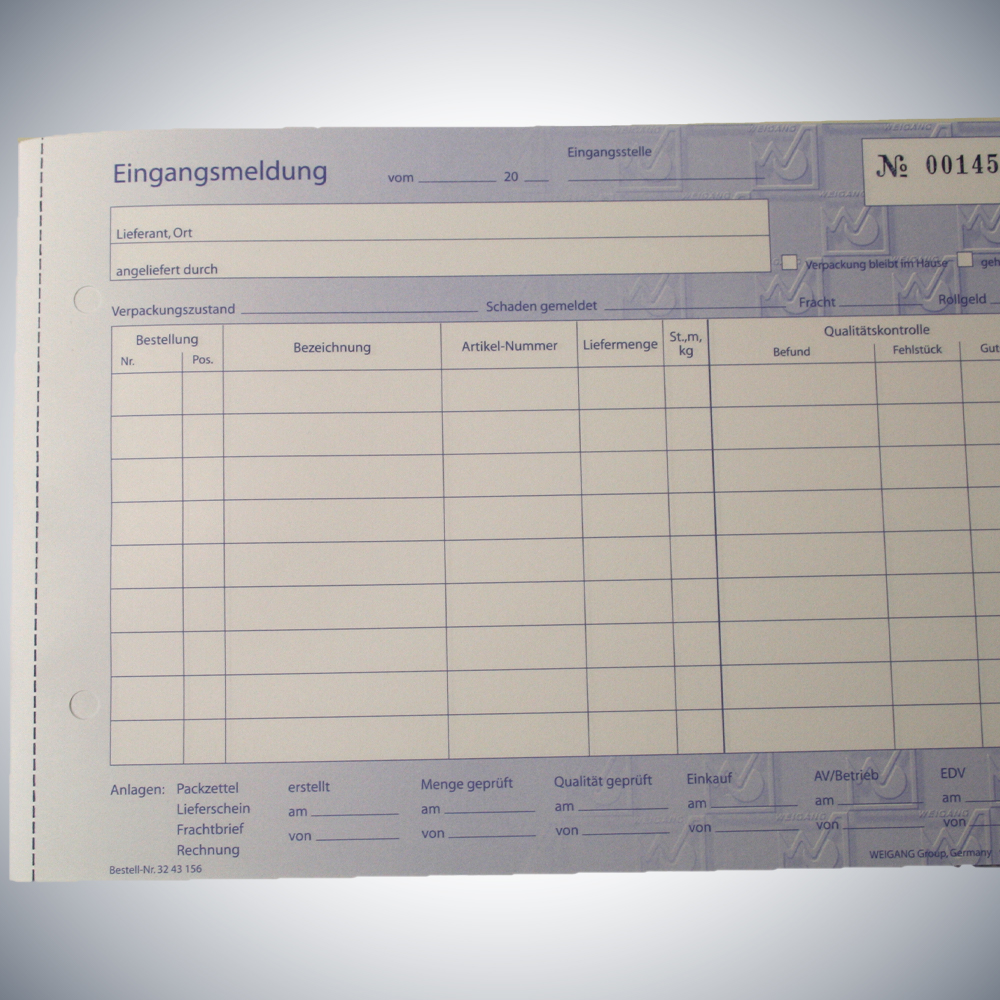 Eingangsmeldung vom 20 Eingangsstelle № 00145
Lieferant, Ort
angeliefert durch
Verpackung bleibt im Hause geh
Verpackungszustand Schaden gemeldet Fracht Rollgeld
Bestellung Bezeichnung Artikel-Nummer Liefermenge St.,m, kg Qualitätskontrolle
Nr. Pos. Befund Fehlstück Gut
Anlagen: Packzettel erstellt Menge geprüft Qualität geprüft Einkauf AV/Betrieb EDV
Lieferschein am am am am am am
Frachtbrief von von von von von von
Rechnung
Bestell-Nr. 32 43 156 WEIGANG Group, Germany